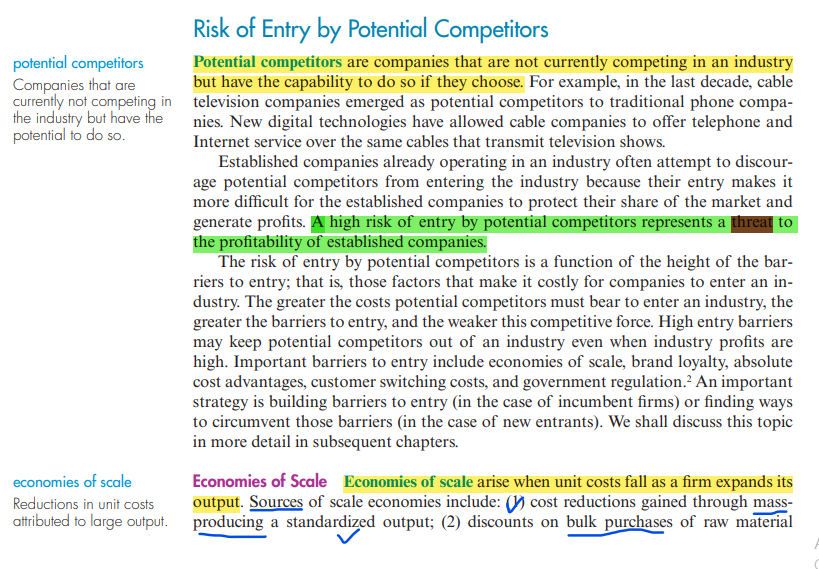 Risk of Entry by Potential Competitors
potential competitors
Companies that are
currently not competing in
the industry but have the
potential to do so.
Potential competitors are companies that are not currently competing in an industry
but have the capability to do so if they choose. For example, in the last decade, cable
television companies emerged as potential competitors to traditional phone compa-
nies. New digital technologies have allowed cable companies to offer telephone and
Internet service over the same cables that transmit television shows.
Established companies already operating in an industry often attempt to discour-
age potential competitors from entering the industry because their entry makes it
more difficult for the established companies to protect their share of the market and
generate profits. A high risk of entry by potential competitors represents a threat to
the profitability of established companies.
The risk of entry by potential competitors is a function of the height of the bar-
riers to entry; that is, those factors that make it costly for companies to enter an in-
dustry. The greater the costs potential competitors must bear to enter an industry, the
greater the barriers to entry, and the weaker this competitive force. High entry barriers
may keep potential competitors out of an industry even when industry profits are
high. Important barriers to entry include economies of scale, brand loyalty, absolute
cost advantages, customer switching costs, and government regulation.² An important
strategy is building barriers to entry (in the case of incumbent firms) or finding ways
to circumvent those barriers (in the case of new entrants). We shall discuss this topic
in more detail in subsequent chapters.
economies of scale
Reductions in unit costs
attributed to large output.
Economies of Scale Economies of scale arise when unit costs fall as a firm expands its
output. Sources of scale economies include: (1) cost reductions gained through mass-
producing a standardized output; (2) discounts on bulk purchases of raw material